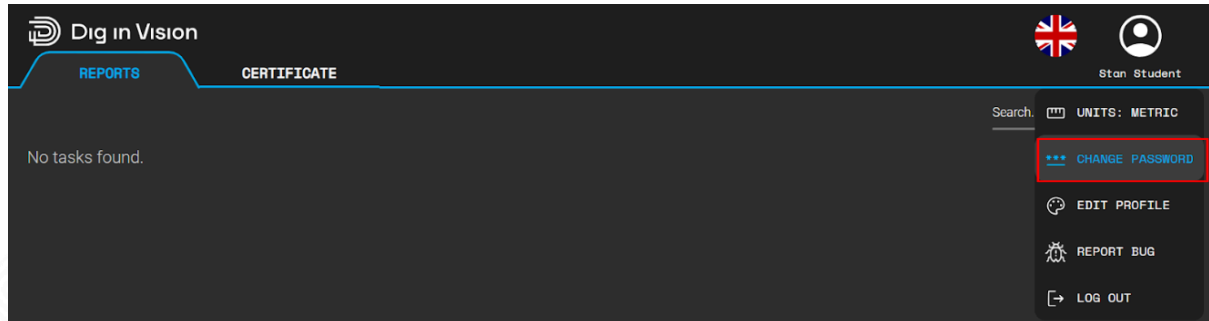 Dig in Vision
REPORTS CERTIFICATE
Stan Student
Search.
No tasks found.
UNITS: METRIC
CHANGE PASSWORD
EDIT PROFILE
REPORT BUG
LOG OUT